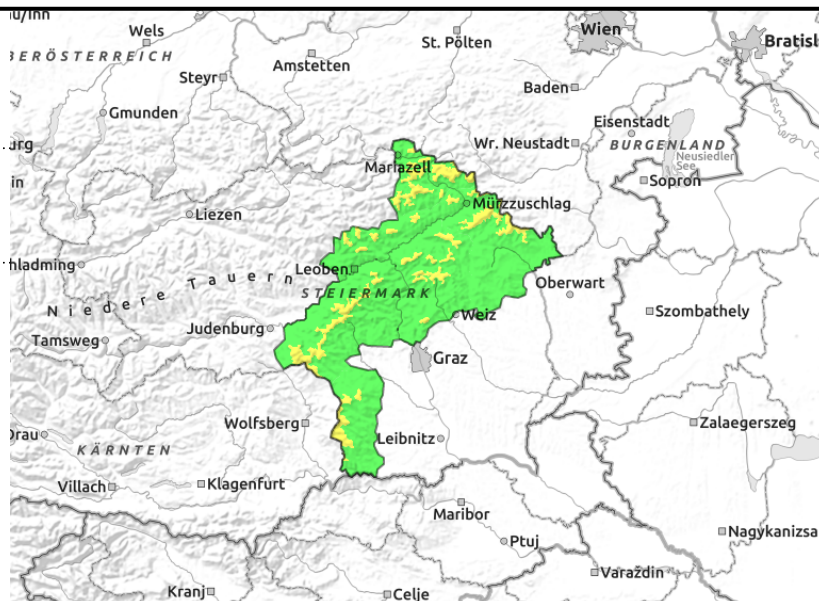 Wels
BERÖSTERREICH
Steyr
Amstetten
St. Pölten
Wien
Baden
Gmunden
Eisenstadt
Wr. Neustadt
BURGENLAND
Neusiedler
See
Mariazell
Sopron
Liezen
Mürzzuschlag
Leoben
Niedere Tauern
STEIERMARK
Oberwart
Szombathely
Judenburg
Weiz
Tamsweg
Graz
Wolfsberg
Leibnitz
Zalaegerszeg
KÄRNTEN
Villach
Klagenfurt
Maribor
Ptuj
Nagykanizsa
Varaždin
Kranj
Celje